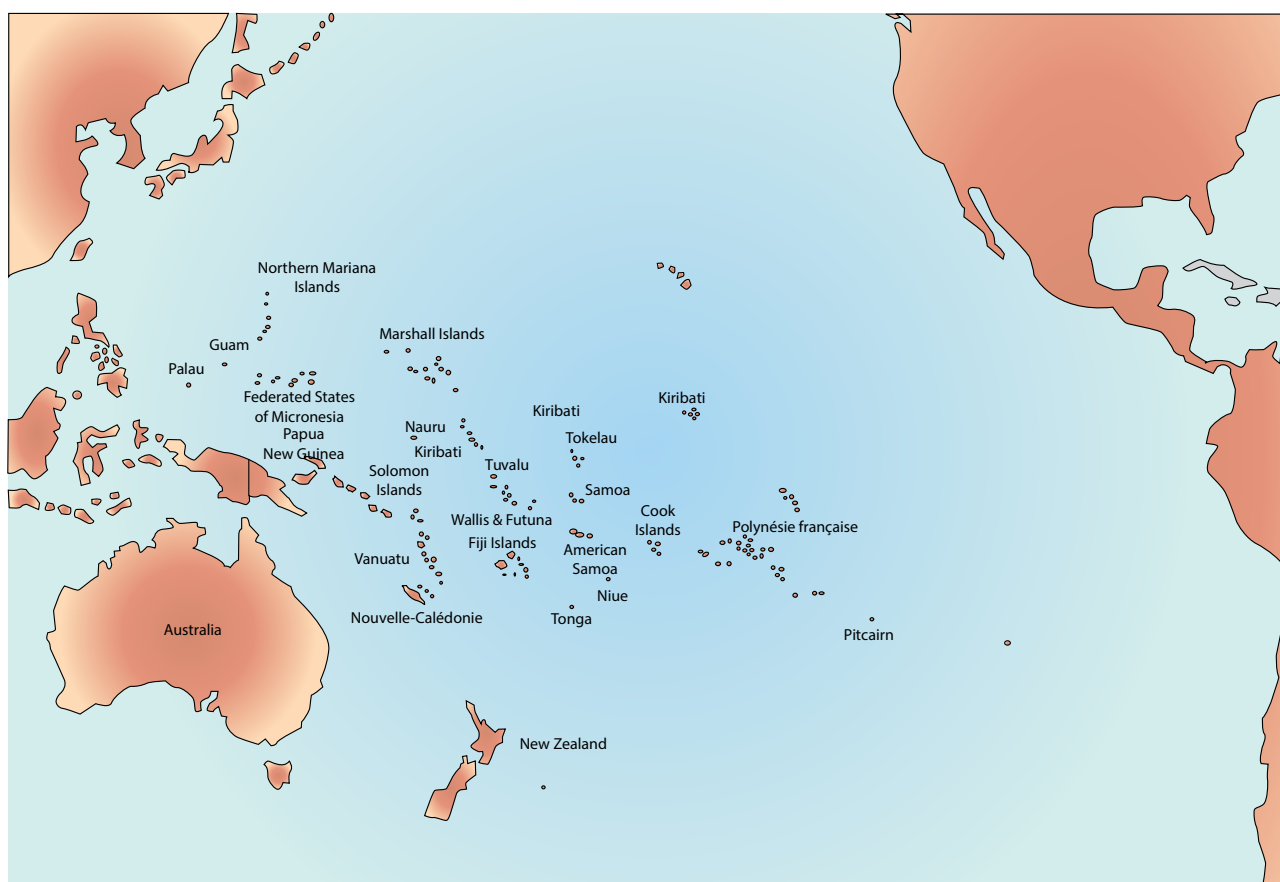 Northern Mariana
Islands
Guam
Marshall Islands
Palau
Federated States
of Micronesia
Kiribati
Kiribati
Nauru
Papua
New Guinea
Kiribati
Tokelau
Tuvalu
Solomon
Islands
Samoa
Wallis & Futuna
Cook
Islands
Polynésie française
Fiji Islands
American
Samoa
Vanuatu
Niue
Nouvelle-Calédonie
Tonga
Australia
Pitcairn
New Zealand